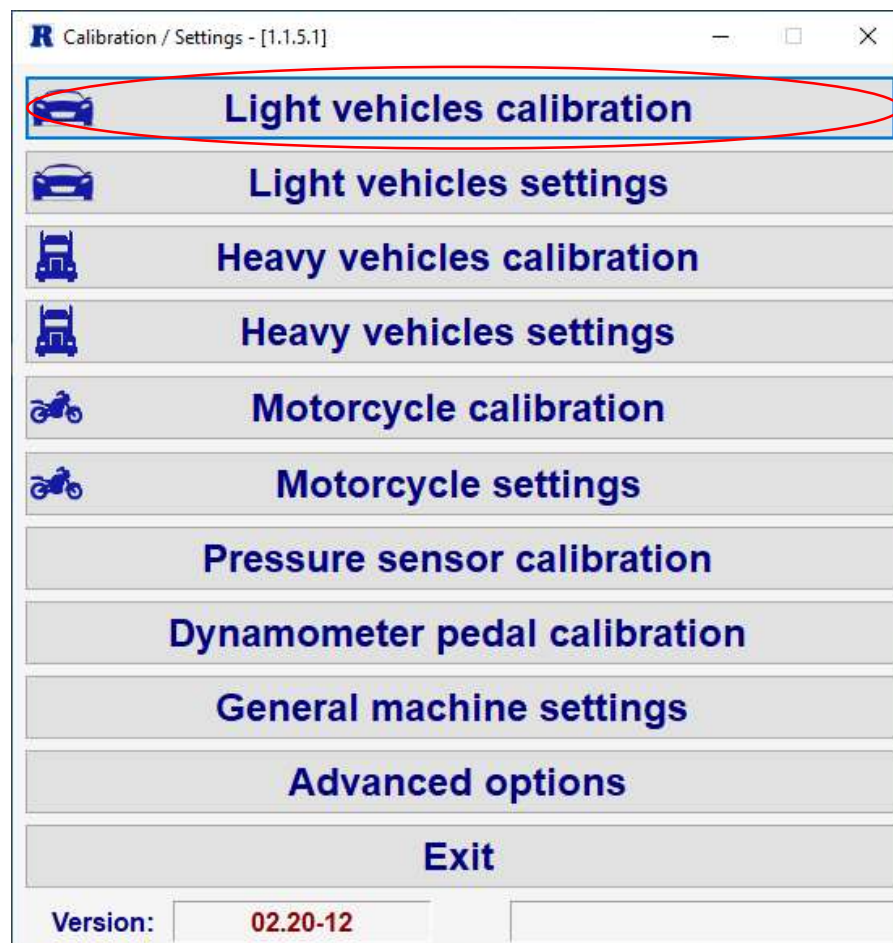 R Calibration / Settings - [1.1.5.1]
Light vehicles calibration
Light vehicles settings
Heavy vehicles calibration
Heavy vehicles settings
Motorcycle calibration
Motorcycle settings
Pressure sensor calibration
Dynamometer pedal calibration
General machine settings
Advanced options
Exit
Version: 02.20-12